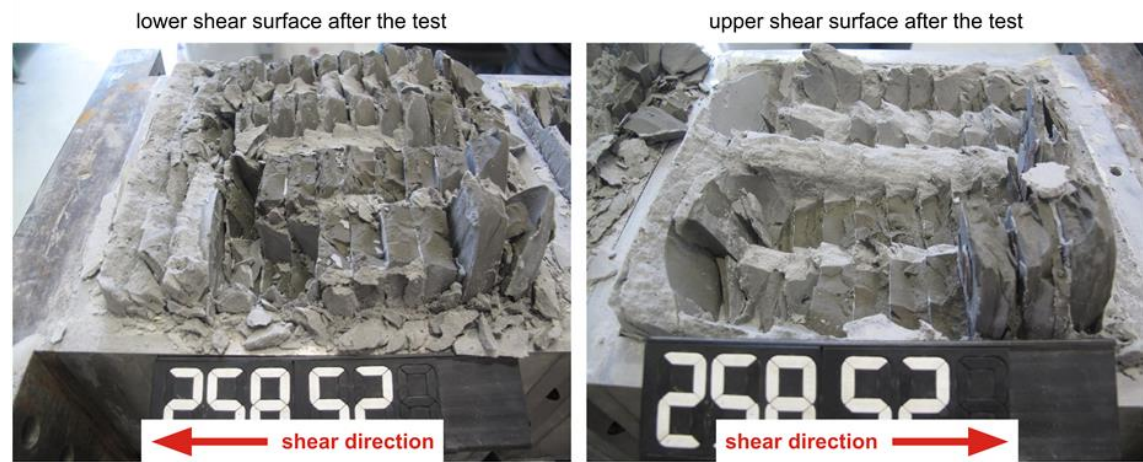 lower shear surface after the test
upper shear surface after the test
258 52
shear direction
258 52
shear direction